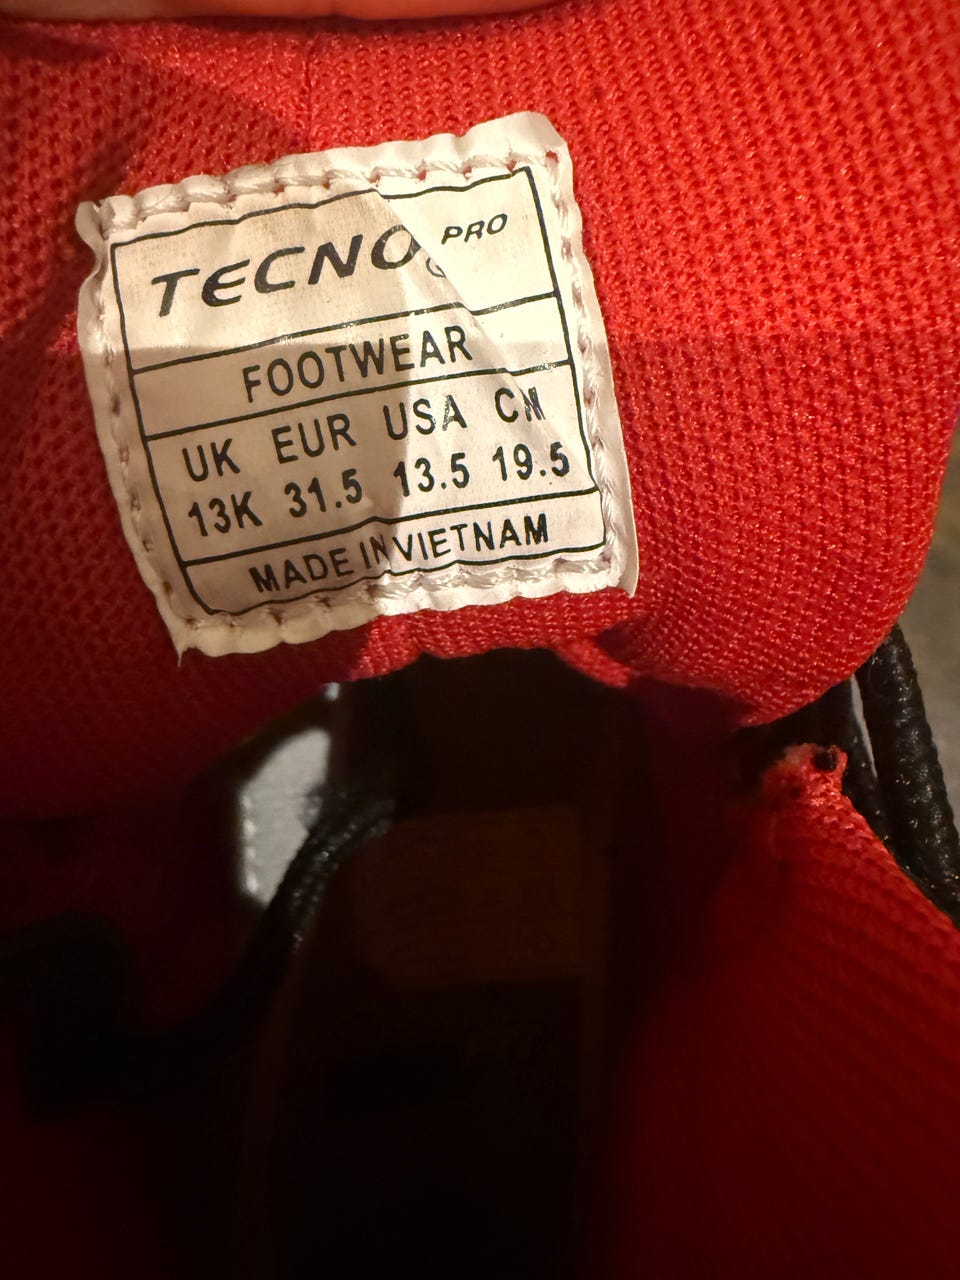 TECNO PRO
FOOTWEAR
UK EUR USA CM
13K 31.5 13.5 19.5
MADE IN VIETNAM